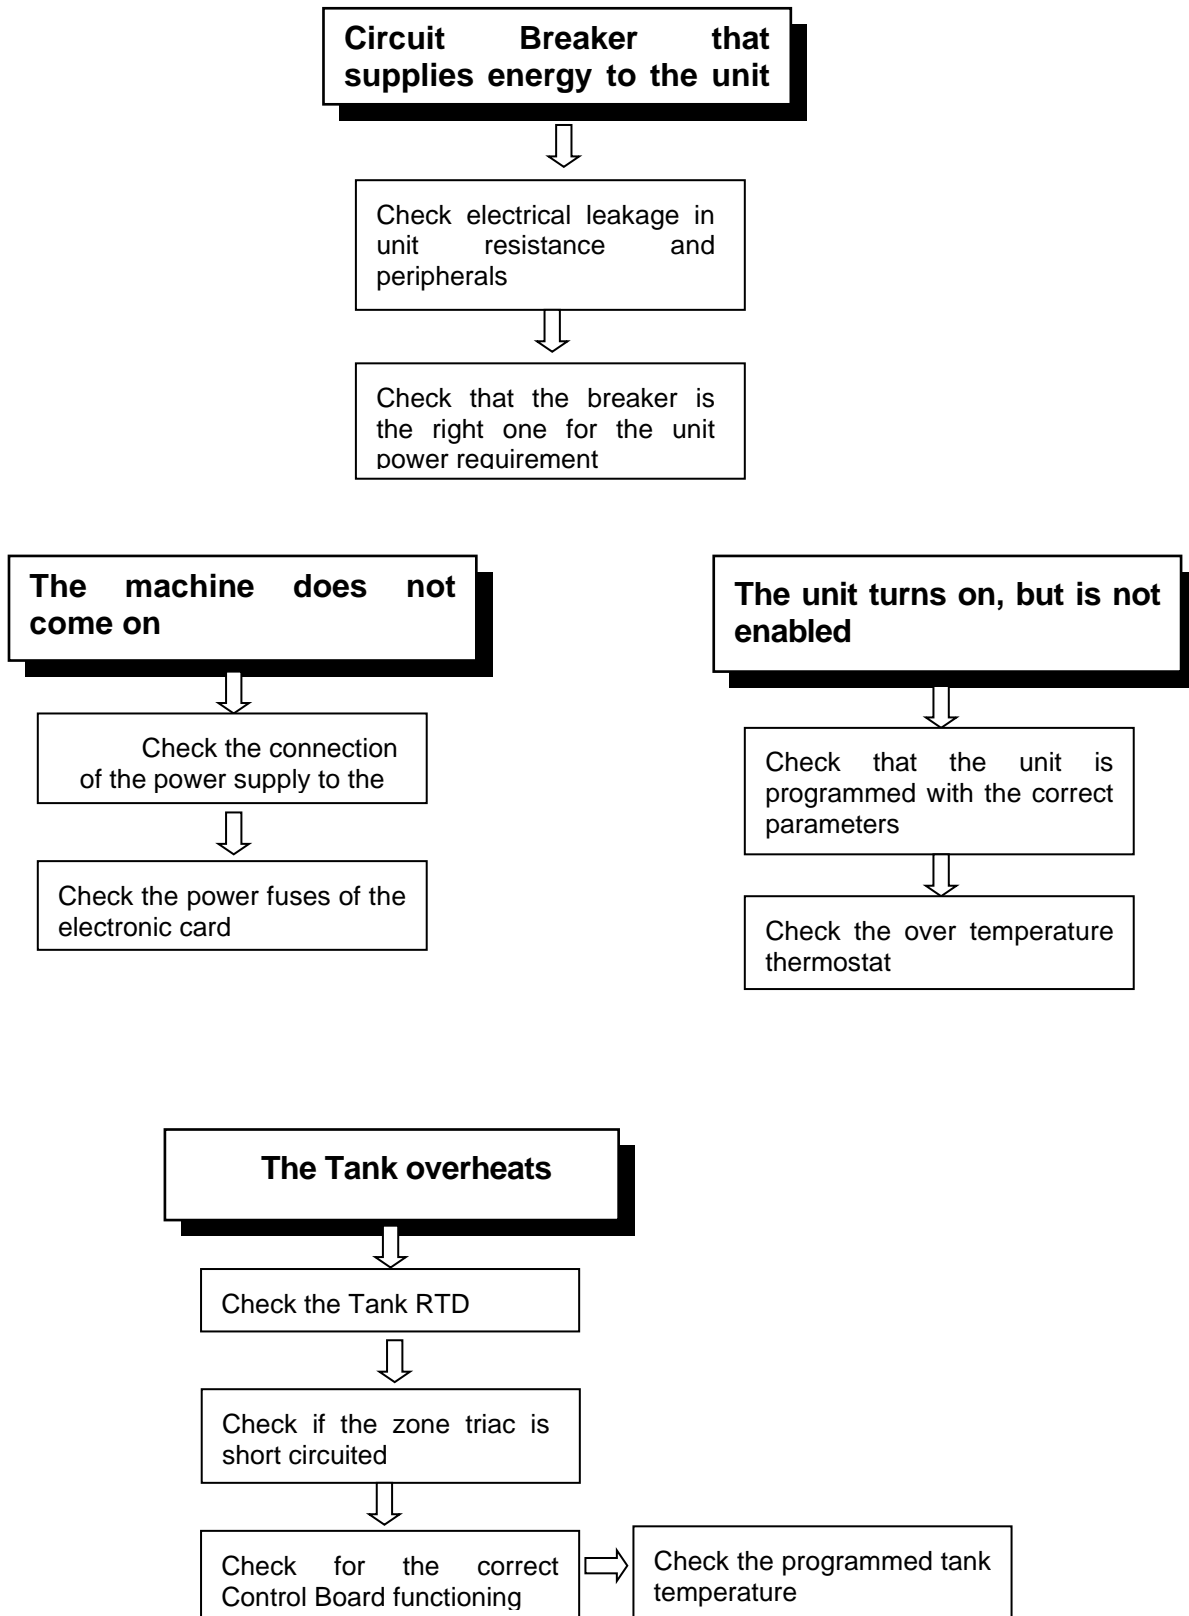 Circuit Breaker that
supplies energy to the unit
Check electrical leakage in
unit resistance and
peripherals
Check that the breaker is
the right one for the unit
power requirement
The machine does not
come on
Check the connection
of the power supply to the
Check the power fuses of the
electronic card
The unit turns on, but is not
enabled
Check that the unit is
programmed with the correct
parameters
Check the over temperature
thermostat
The Tank overheats
Check the Tank RTD
Check if the zone triac is
short circuited
Check for the correct
Control Board functioning
Check the programmed tank
temperature